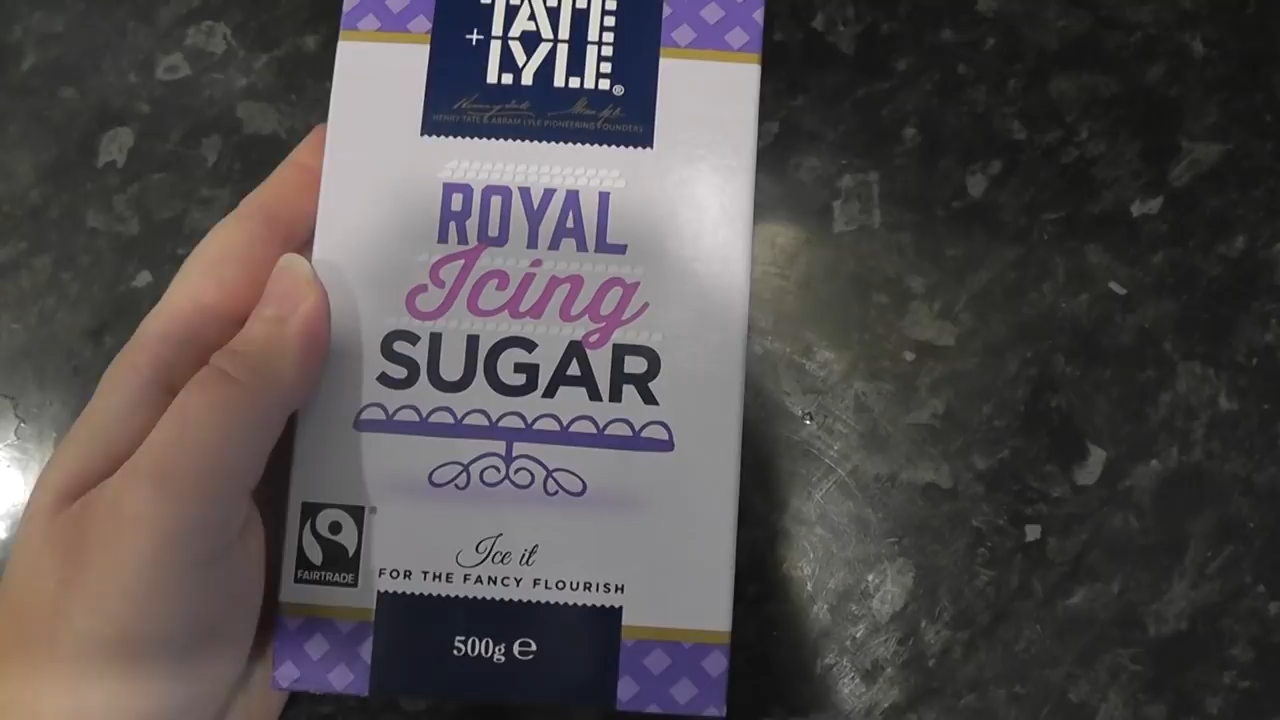 TATE
+
LYLE®
HENRY TATE & ABRAM LYLE PIONEERING FOUNDERS
ROYAL
Icing
SUGAR
FAIRTRADE
Ice it
FOR THE FANCY FLOURISH
500g ℮